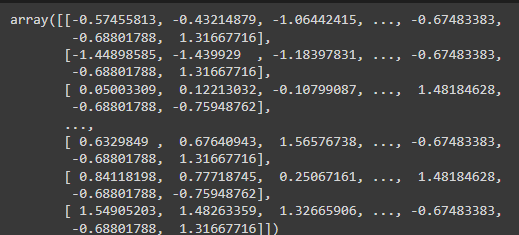 array([[-0.57455813, -0.43214879, -1.06442415, ..., -0.67483383,
        -0.68801788,  1.31667716],
       [-1.44898585, -1.439929  , -1.18397831, ..., -0.67483383,
        -0.68801788,  1.31667716],
       [ 0.05003309,  0.12213032, -0.10799087, ...,  1.48184628,
        -0.68801788, -0.75948762],
       ...,
       [ 0.6329849 ,  0.67640943,  1.56576738, ..., -0.67483383,
        -0.68801788,  1.31667716],
       [ 0.84118198,  0.77718745,  0.25067161, ...,  1.48184628,
        -0.68801788, -0.75948762],
       [ 1.54905203,  1.48263359,  1.32665906, ..., -0.67483383,
        -0.68801788,  1.31667716]])